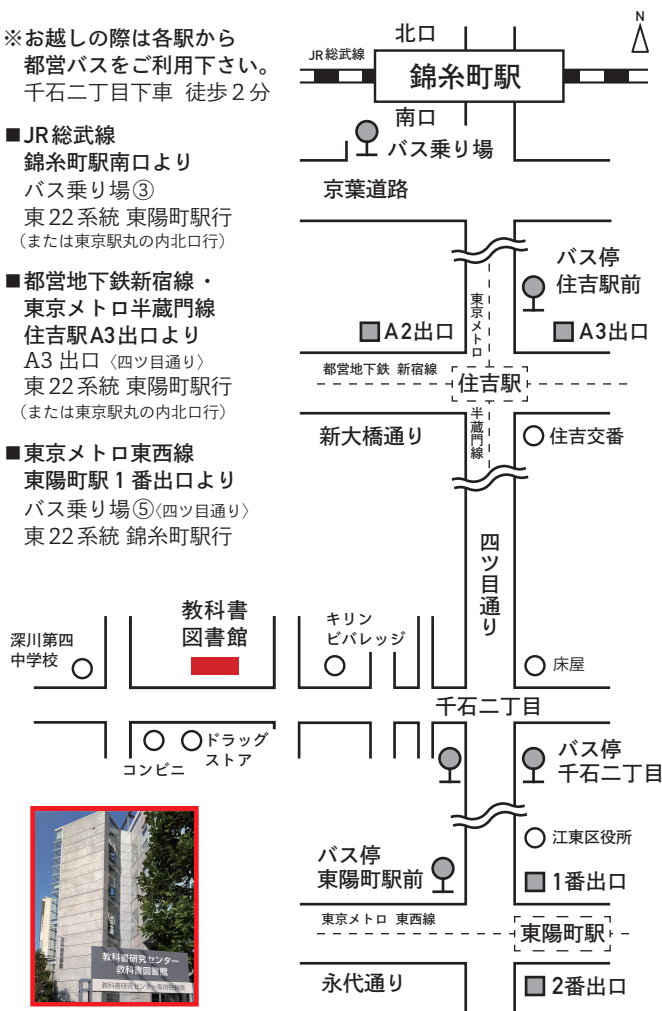 ※お越しの際は各駅から
都営バスをご利用下さい。
千石二丁目下車 徒歩2分
■JR総武線
錦糸町駅南口より
バス乗り場③
東22系統 東陽町駅行
（または東京駅丸の内北口行）
■都営地下鉄新宿線・
東京メトロ半蔵門線
住吉駅A3出口より
A3 出口〈四ツ目通り〉
東22系統 東陽町駅行
（または東京駅丸の内北口行）
■東京メトロ東西線
東陽町駅1番出口より
バス乗り場⑤〈四ツ目通り〉
東22系統 錦糸町駅行
N
北口
JR総武線
錦糸町駅
南口
バス乗り場
京葉道路
バス停
住吉駅前
東京メトロ
A2出口
A3出口
都営地下鉄 新宿線
住吉駅
半蔵門線
新大橋通り
住吉交番
四ツ目通り
教科書
図書館
キリン
ビバレッジ
深川第四
中学校
床屋
千石二丁目
ドラッグ
ストア
コンビニ
バス停
千石二丁目
江東区役所
バス停
東陽町駅前
1番出口
東京メトロ 東西線
東陽町駅
永代通り
2番出口
教科書研究センター
教科書図書館